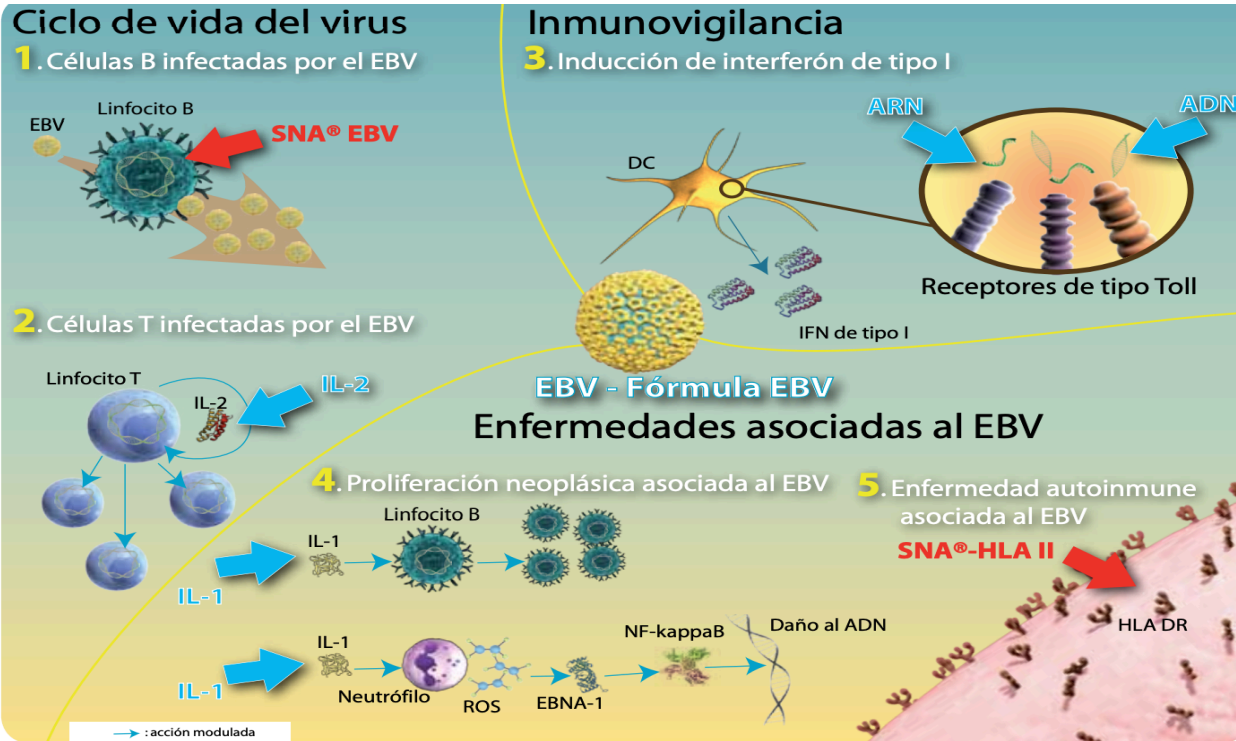 Ciclo de vida del virus
1. Células B infectadas por el EBV
Linfocito B
EBV
SNA® EBV
2. Células T infectadas por el EBV
Linfocito T
IL-2
IL-2
Inmunovigilancia
3. Inducción de interferón de tipo I
ARN
ADN
DC
Receptores de tipo Toll
IFN de tipo I
EBV - Fórmula EBV
Enfermedades asociadas al EBV
4. Proliferación neoplásica asociada al EBV
Linfocito B
IL-1
IL-1
IL-1
IL-1
Neutrófilo
ROS
EBNA-1
NF-kappaB
Daño al ADN
5. Enfermedad autoinmune
asociada al EBV
SNA®-HLA II
HLA DR
: acción modulada